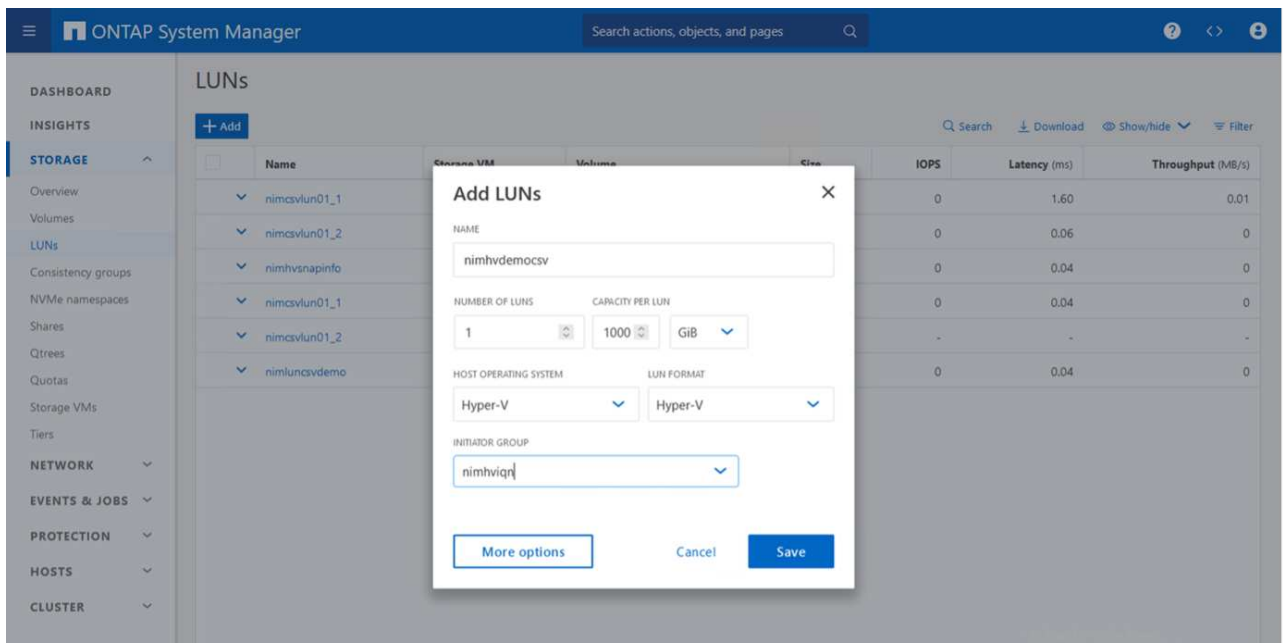 ONTAP System Manager
Search actions, objects, and pages
DASHBOARD
INSIGHTS
STORAGE
Overview
Volumes
LUNs
Consistency groups
NVMe namespaces
Shares
Qtrees
Quotas
Storage VMs
Tiers
NETWORK
EVENTS & JOBS
PROTECTION
HOSTS
CLUSTER
LUNs
+ Add
Search Download Show/hide Filter
Name Storage VM Volume Size IOPS Latency (ms) Throughput (MB/s)
nimcsvlun01_1 0 1.60 0.01
nimcsvlun01_2 0 0.06 0
nimhvsnapinfo 0 0.04 0
nimcsvlun01_1 0 0.04 0
nimcsvlun01_2 - - -
nimluncsvdemo 0 0.04 0
Add LUNs
NAME
nimhvdemocsv
NUMBER OF LUNS CAPACITY PER LUN
1 1000 GiB
HOST OPERATING SYSTEM LUN FORMAT
Hyper-V Hyper-V
INITIATOR GROUP
nimhviqn
More options Cancel Save